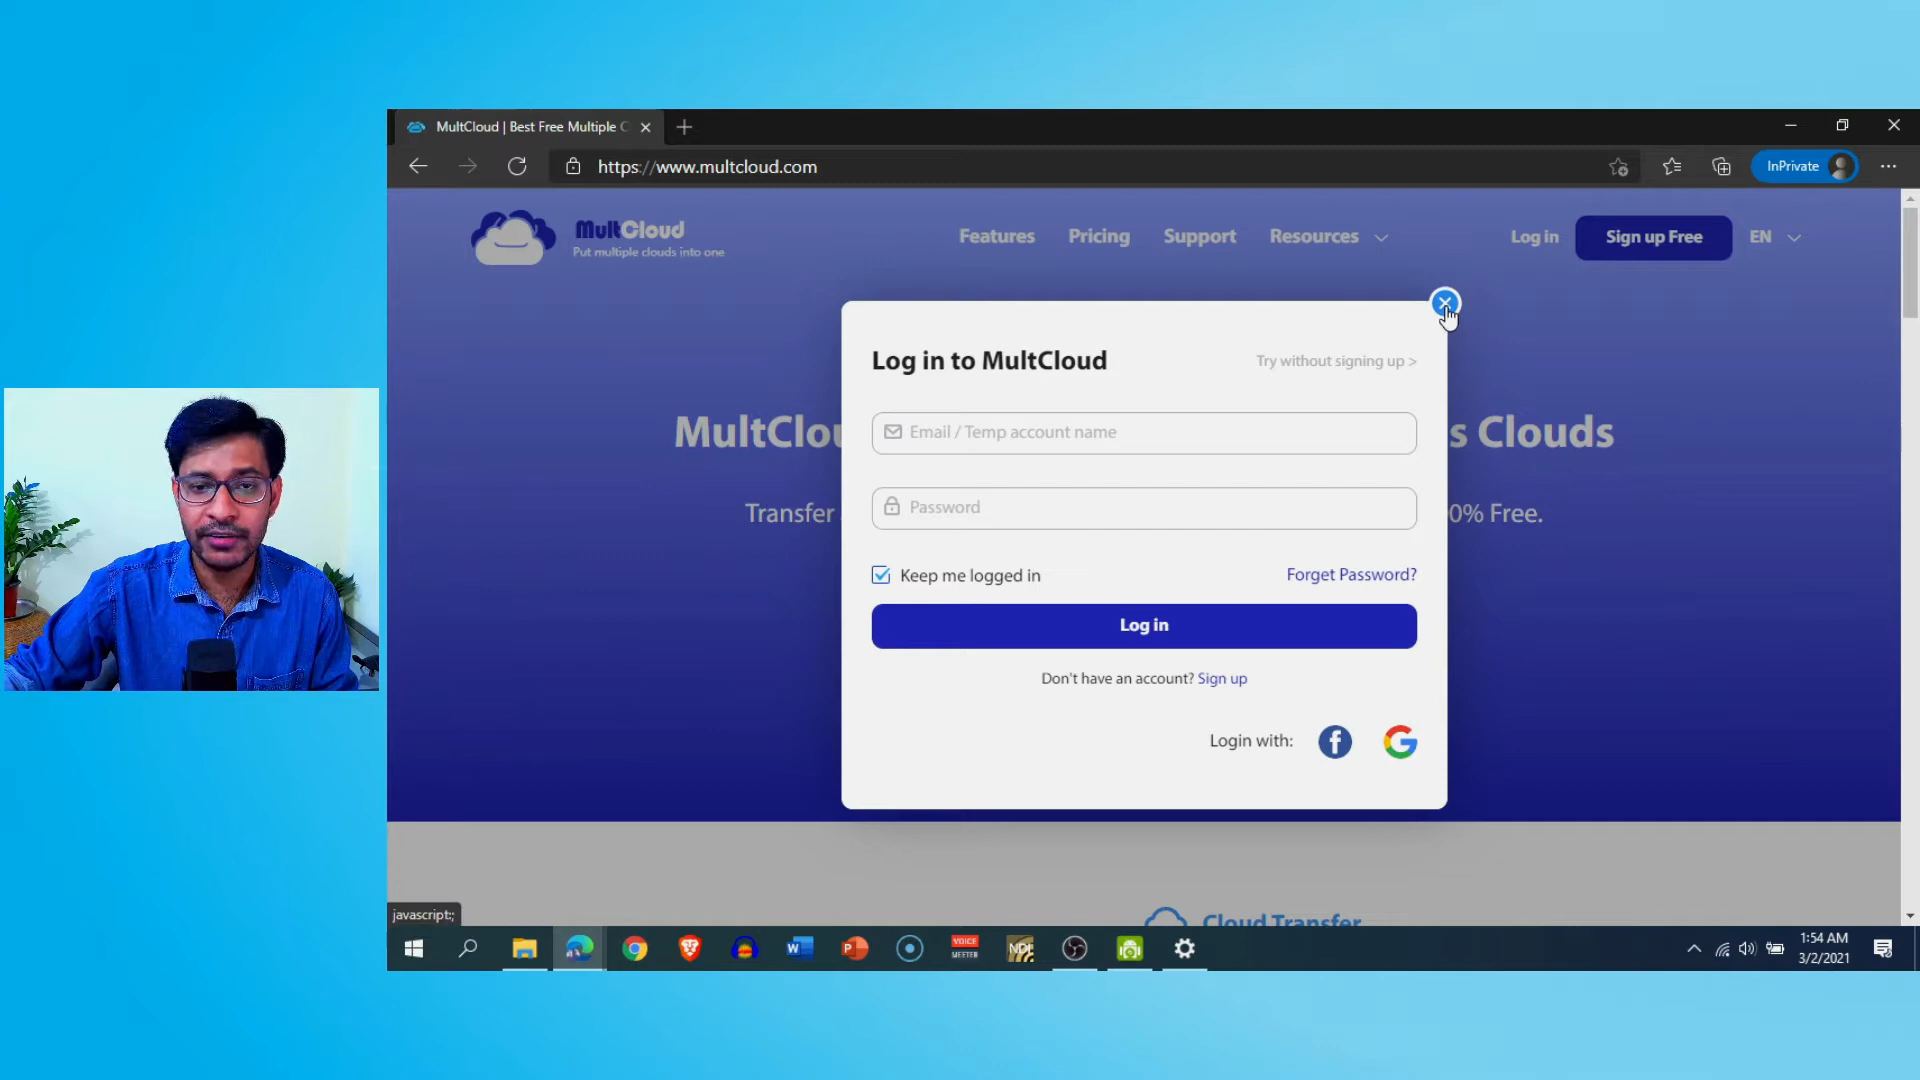 MultCloud | Best Free Multiple C
https://www.multcloud.com
InPrivate
MultCloud
Put multiple clouds into one
Features
Pricing
Support
Resources
Log in
Sign up Free
EN
Log in to MultCloud
Try without signing up >
MultClou
s Clouds
Email / Temp account name
Transfer
0% Free.
Password
Keep me logged in
Forget Password?
Log in
Don't have an account? Sign up
Login with:
javascript:;
Cloud Transfer
VOICE
MEETER
NDI
1:54 AM
3/2/2021